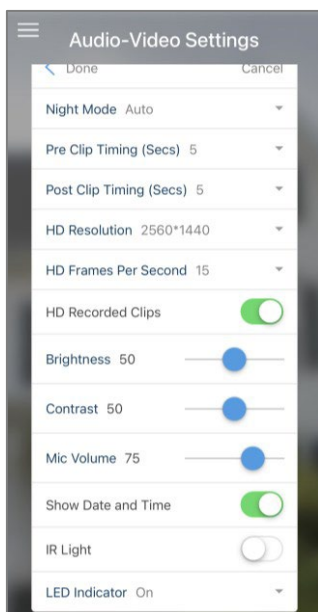 Audio-Video Settings
Done Cancel
Night Mode Auto
Pre Clip Timing (Secs) 5
Post Clip Timing (Secs) 5
HD Resolution 2560*1440
HD Frames Per Second 15
HD Recorded Clips
Brightness 50
Contrast 50
Mic Volume 75
Show Date and Time
IR Light
LED Indicator On